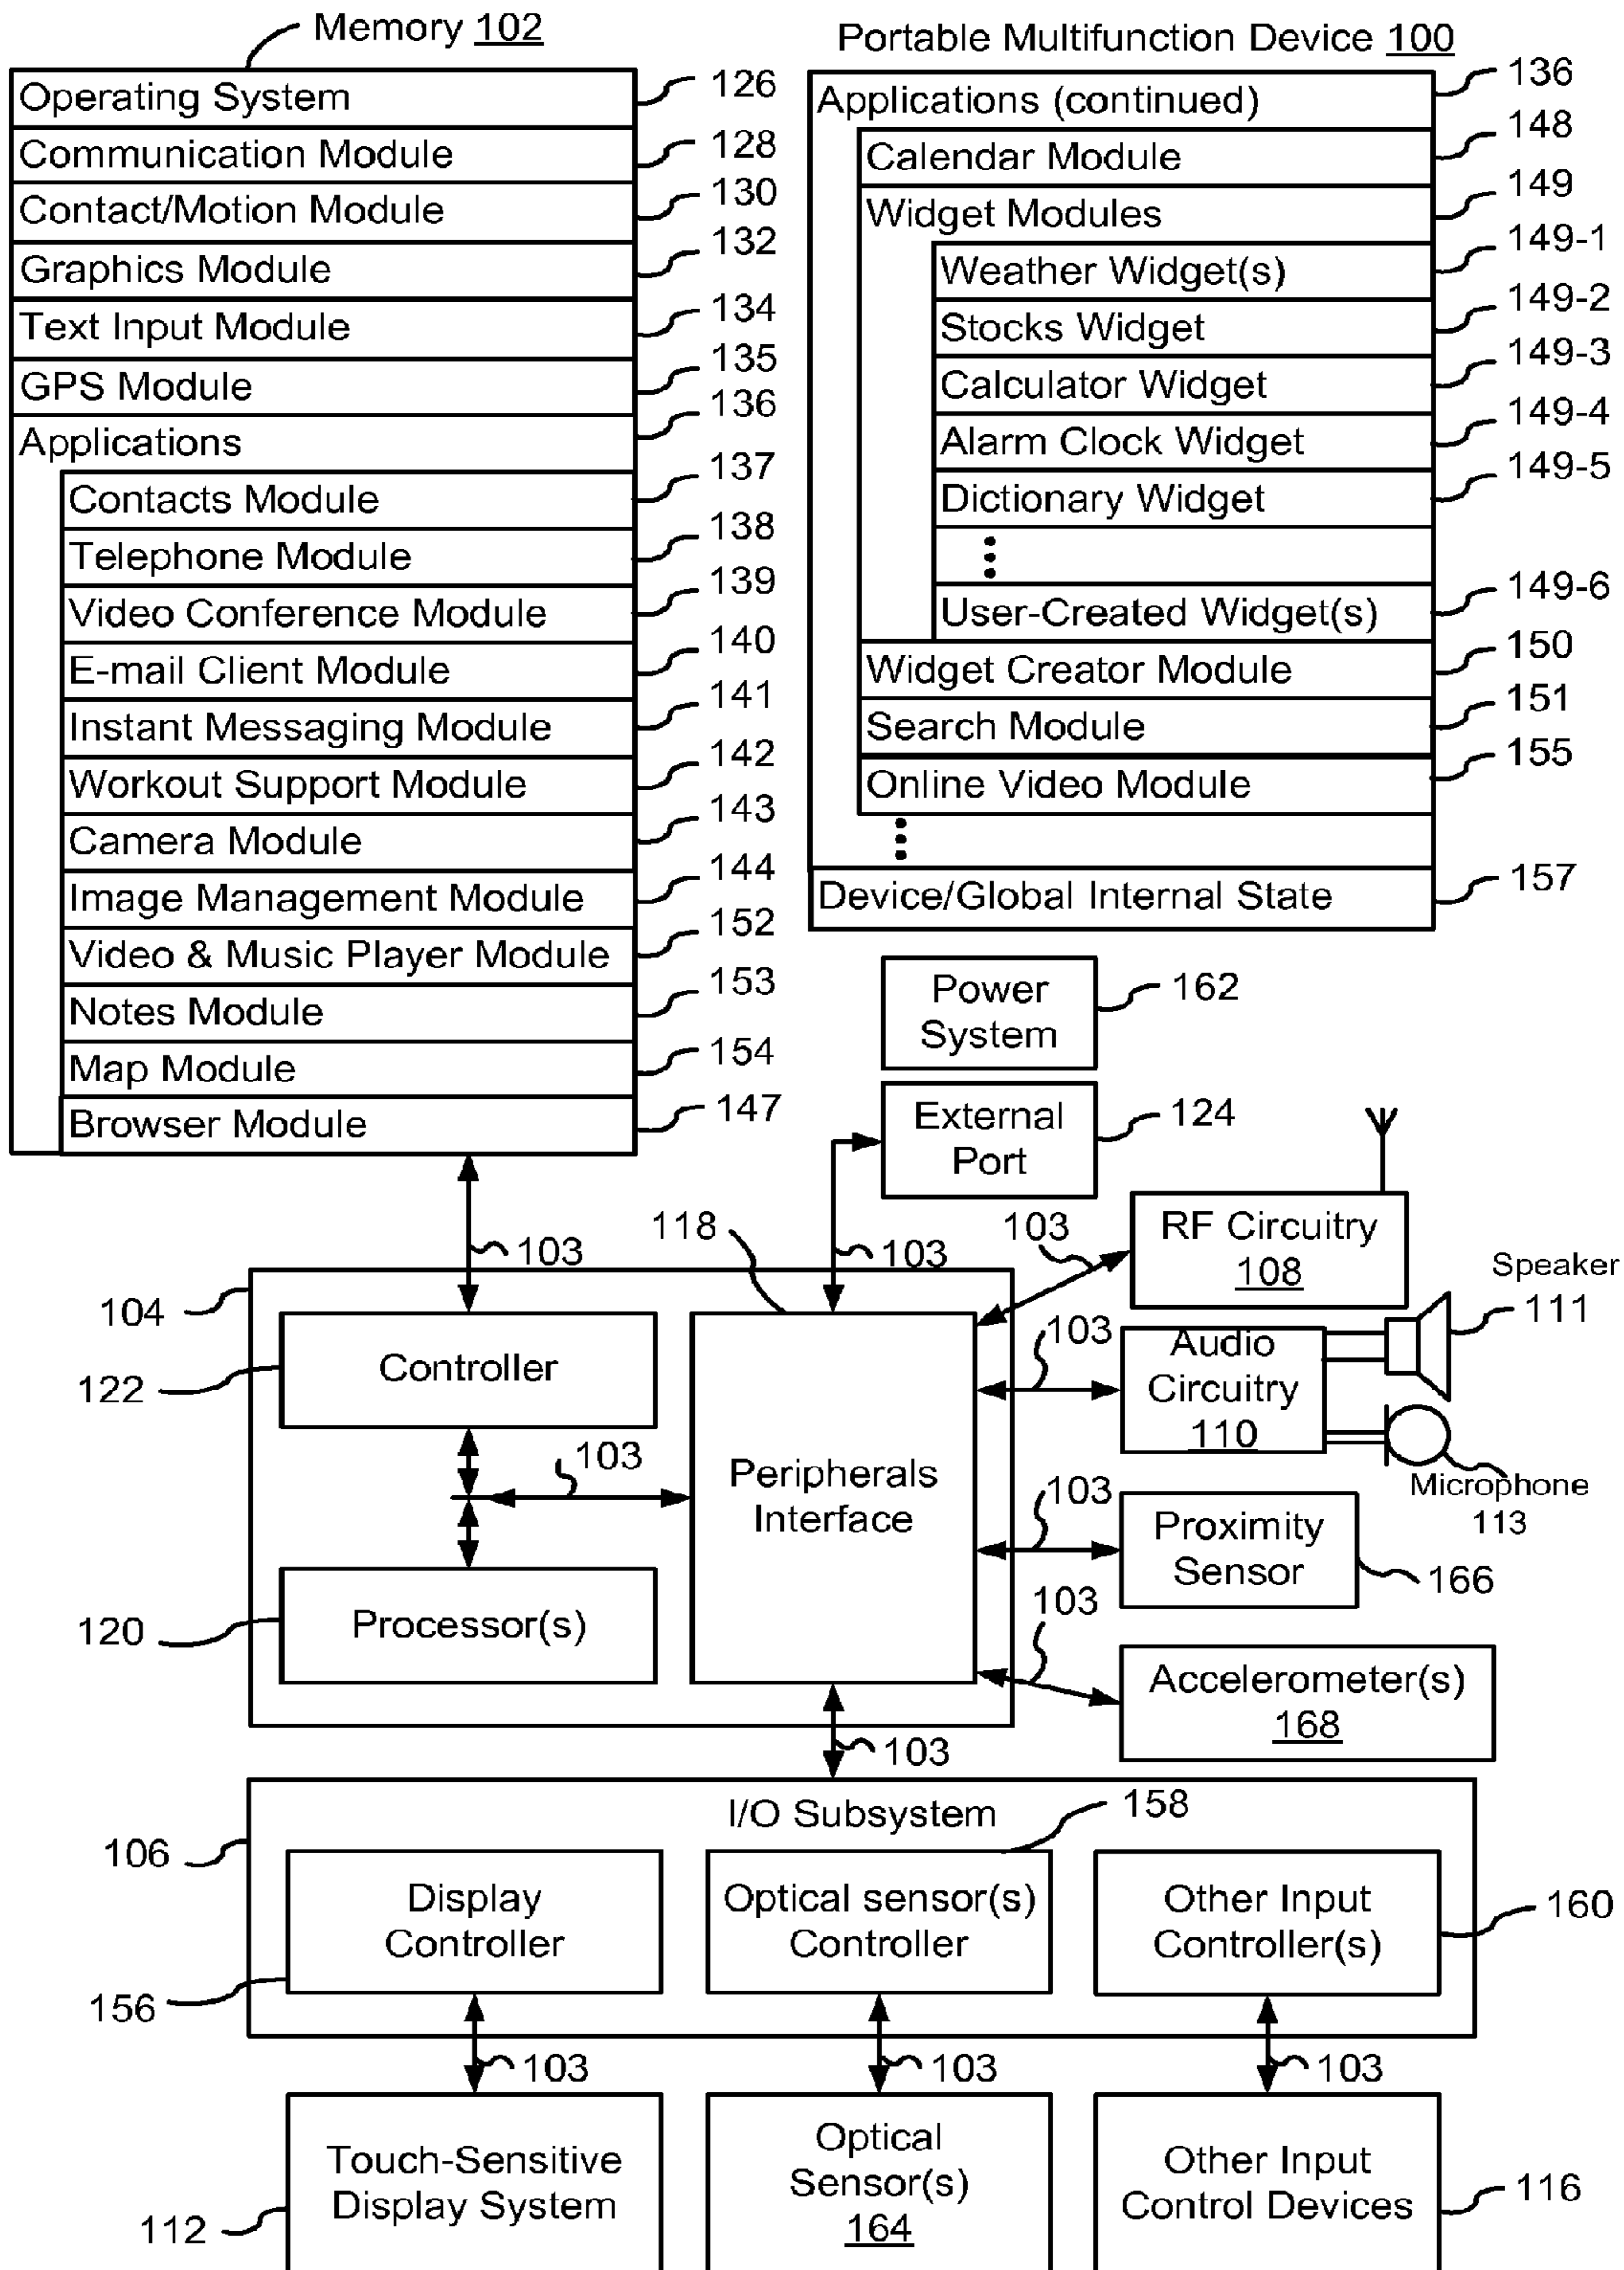 Memory 102
Operating System 126
Communication Module 128
Contact/Motion Module 130
Graphics Module 132
Text Input Module 134
GPS Module 135
Applications 136
Contacts Module 137
Telephone Module 138
Video Conference Module 139
E-mail Client Module 140
Instant Messaging Module 141
Workout Support Module 142
Camera Module 143
Image Management Module 144
Video & Music Player Module 152
Notes Module 153
Map Module 154
Browser Module 147
Portable Multifunction Device 100
Applications (continued) 136
Calendar Module 148
Widget Modules 149
Weather Widget(s) 149-1
Stocks Widget 149-2
Calculator Widget 149-3
Alarm Clock Widget 149-4
Dictionary Widget 149-5
User-Created Widget(s) 149-6
Widget Creator Module 150
Search Module 151
Online Video Module 155
Device/Global Internal State 157
Power
System
162
External
Port
124
103
118
103
103
RF Circuitry
108
Speaker
111
104
Controller
122
103
Audio
Circuitry
110
Microphone
113
103
Peripherals
Interface
103
Proximity
Sensor
166
Processor(s)
120
103
Accelerometer(s)
168
103
I/O Subsystem
158
106
Display
Controller
156
Optical sensor(s)
Controller
Other Input
Controller(s)
160
103
103
103
Touch-Sensitive
Display System
112
Optical
Sensor(s)
164
Other Input
Control Devices
116